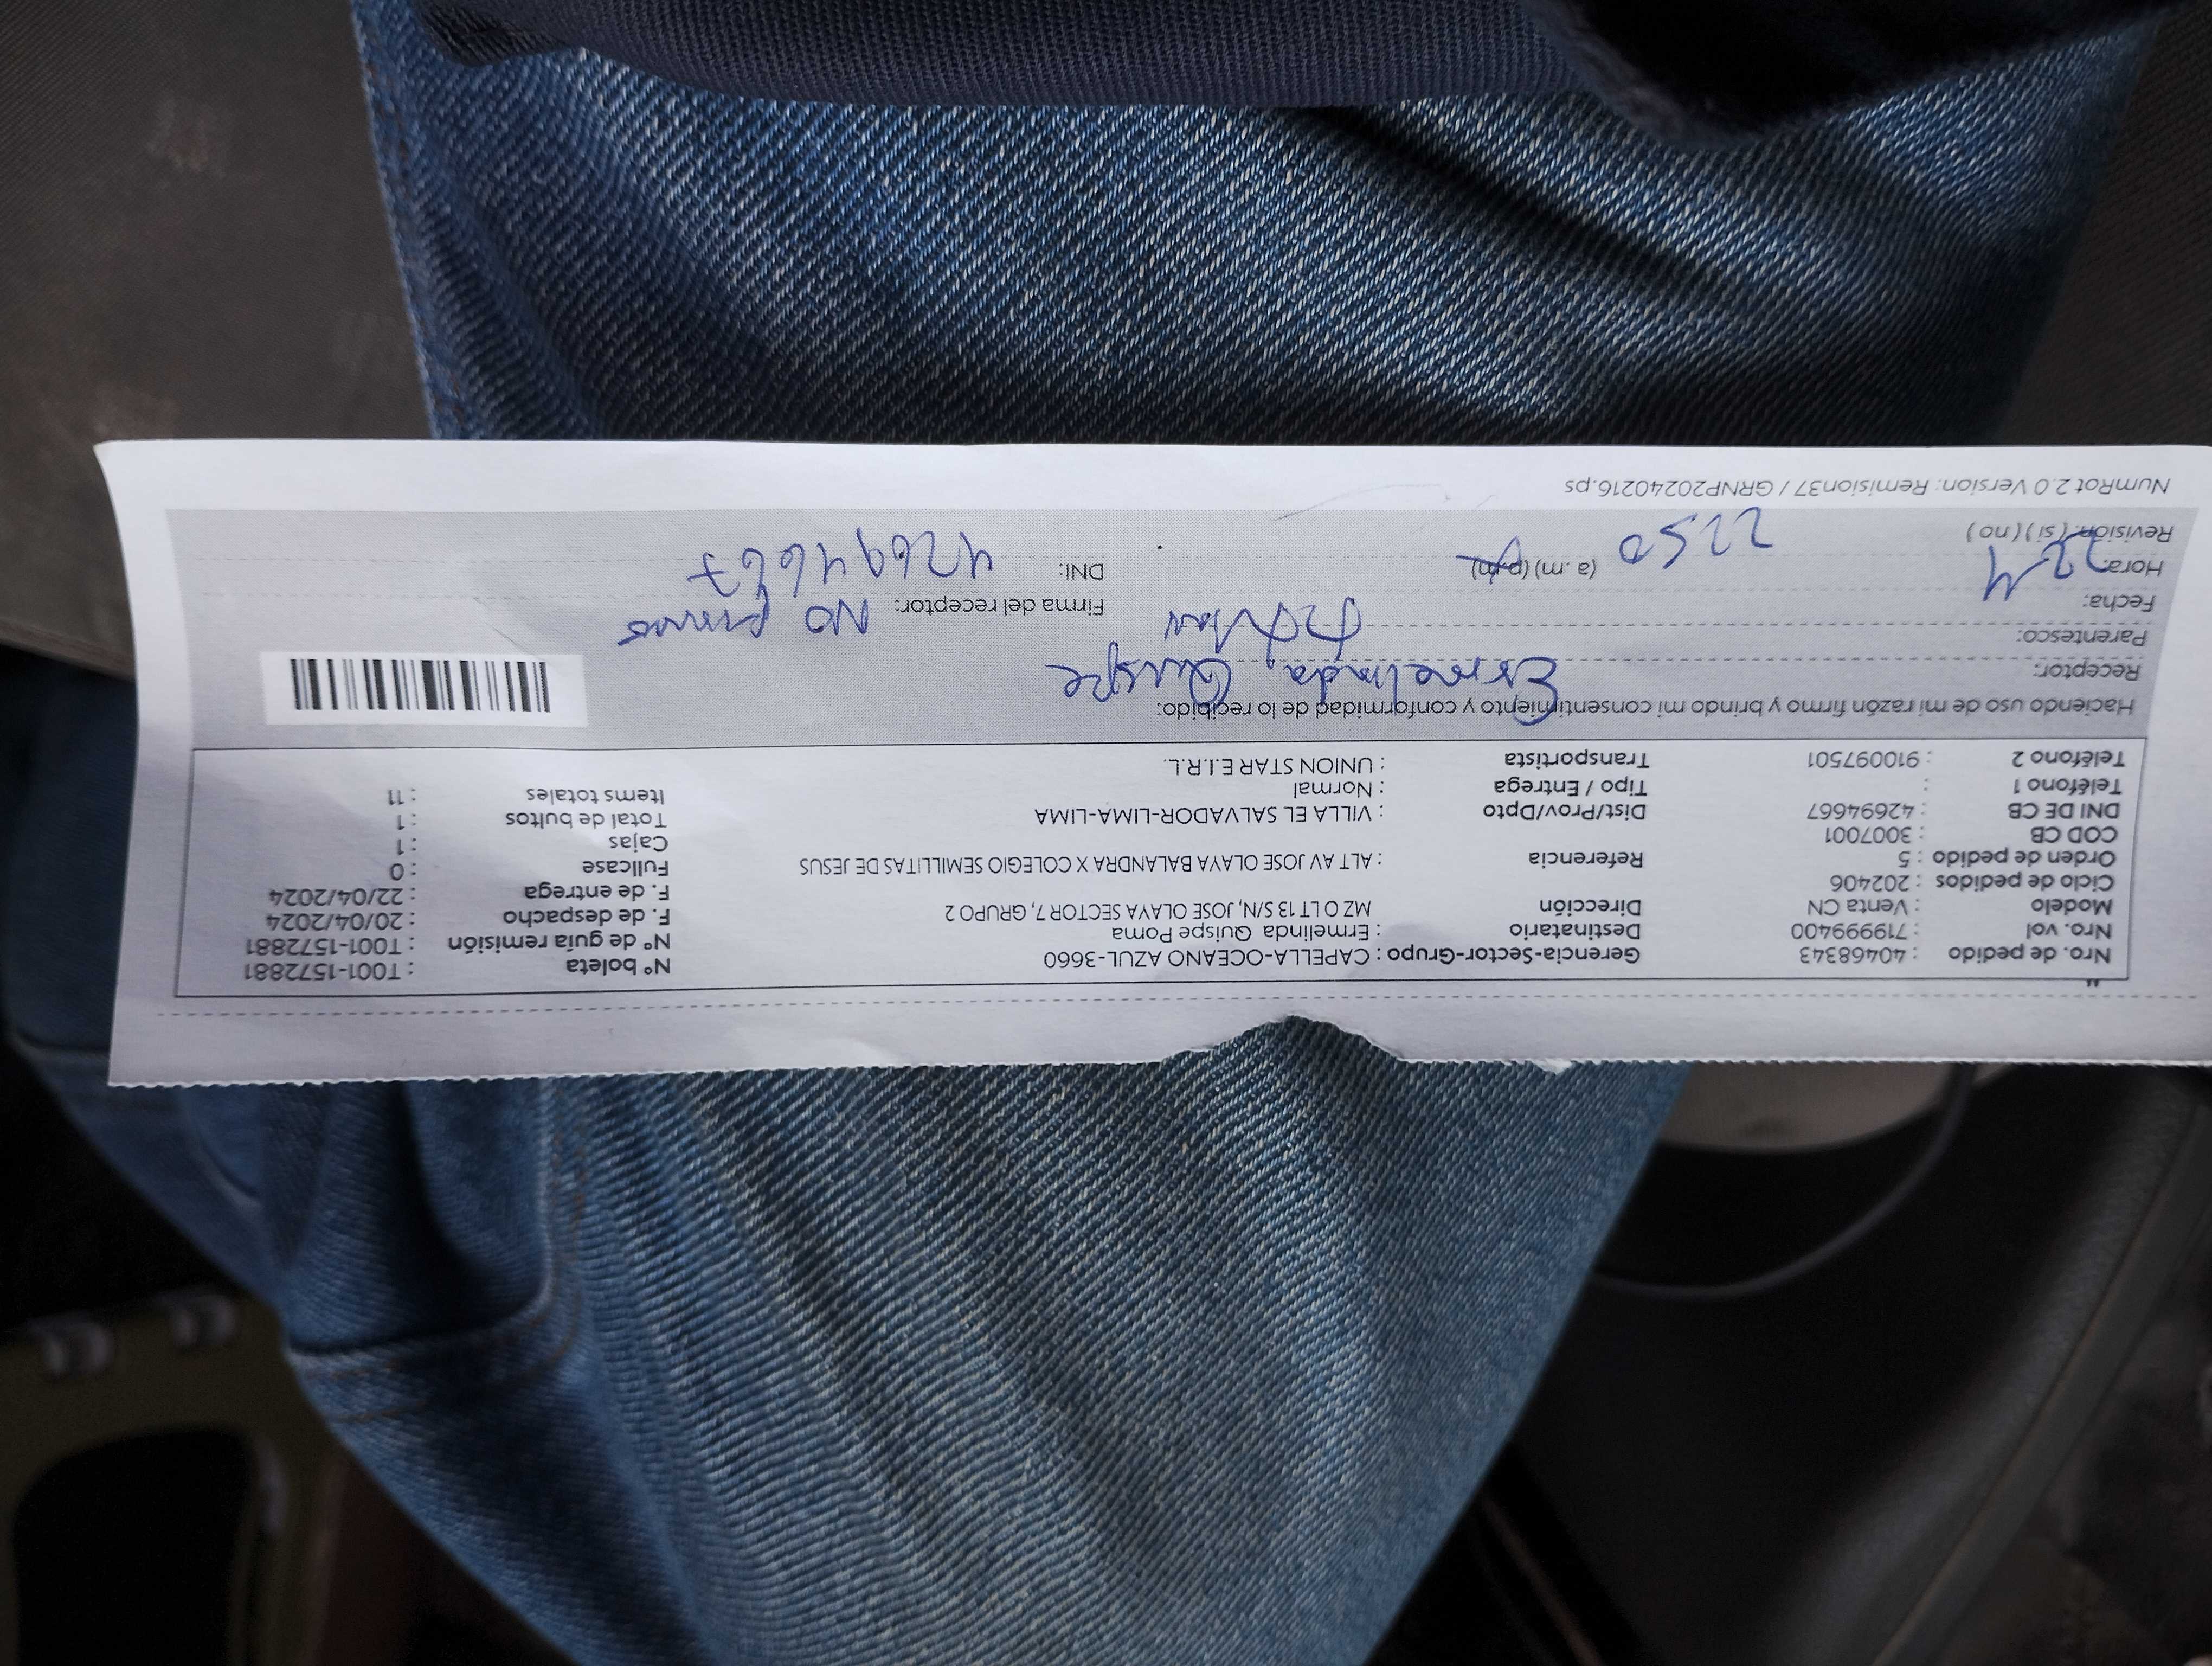 Nro. de pedido : 40468343 Gerencia-Sector-Grupo : CAPELLA-OCEANO AZUL-3660 N° boleta : T001-1572881
Nro. vol : 719999400 Destinatario : Ermelinda Quispe Poma N° de guía remisión : T001-1572881
Modelo : Venta CN Dirección MZ O LT 13 S/N, JOSE OLAYA SECTOR 7, GRUPO 2 F. de despacho : 20/04/2024
Ciclo de pedidos : 202406 F. de entrega : 22/04/2024
Orden de pedido : 5 Referencia : ALT AV JOSE OLAYA BALANDRA X COLEGIO SEMILLITAS DE JESUS Fullcase : 0
COD CB : 3007001 Cajas : 1
DNI DE CB : 42694667 Dist/Prov/Dpto : VILLA EL SALVADOR-LIMA-LIMA Total de bultos : 1
Teléfono 1 : Tipo / Entrega : Normal Items totales : 11
Teléfono 2 : 910097501 Transportista : UNION STAR E.I.R.L.
Haciendo uso de mi razón firmo y brindo mi consentimiento y conformidad de lo recibido:
Receptor: Ermelinda Quispe
Parentesco:
Fecha: 22 4 Firma del receptor: NO firmo
Hora: 2250 (a .m) (p.m) DNI: 42694667
Revisión: ( si ) ( no )
NumRot 2.0 Version: Remision37 / GRNP20240216.ps